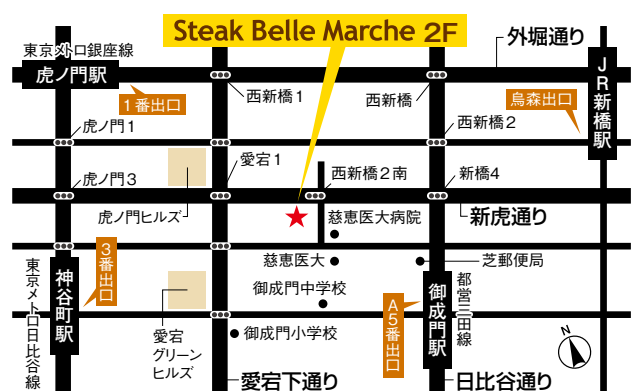 Steak Belle Marche 2F
外堀通り
東京メトロ銀座線
虎ノ門駅
1番出口
西新橋1
西新橋
烏森出口
JR新橋駅
虎ノ門1
西新橋2
愛宕1
虎ノ門3
西新橋2南
新橋4
虎ノ門ヒルズ
慈恵医大病院
新虎通り
3番出口
神谷町駅
東京メトロ日比谷線
慈恵医大
芝郵便局
御成門中学校
A5番出口
御成門駅
都営三田線
愛宕
グリーン
ヒルズ
御成門小学校
N
愛宕下通り
日比谷通り